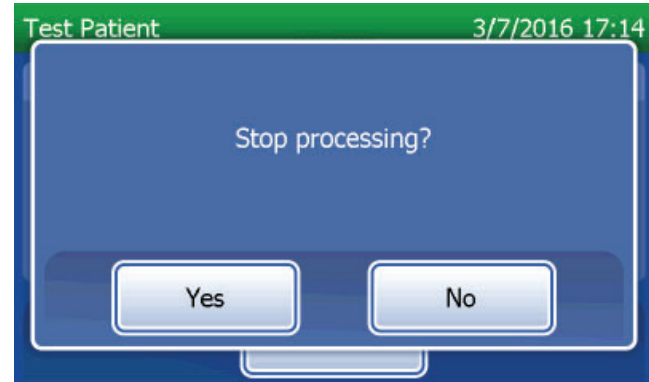 Test Patient 3/7/2016 17:14
Stop processing?
Yes No